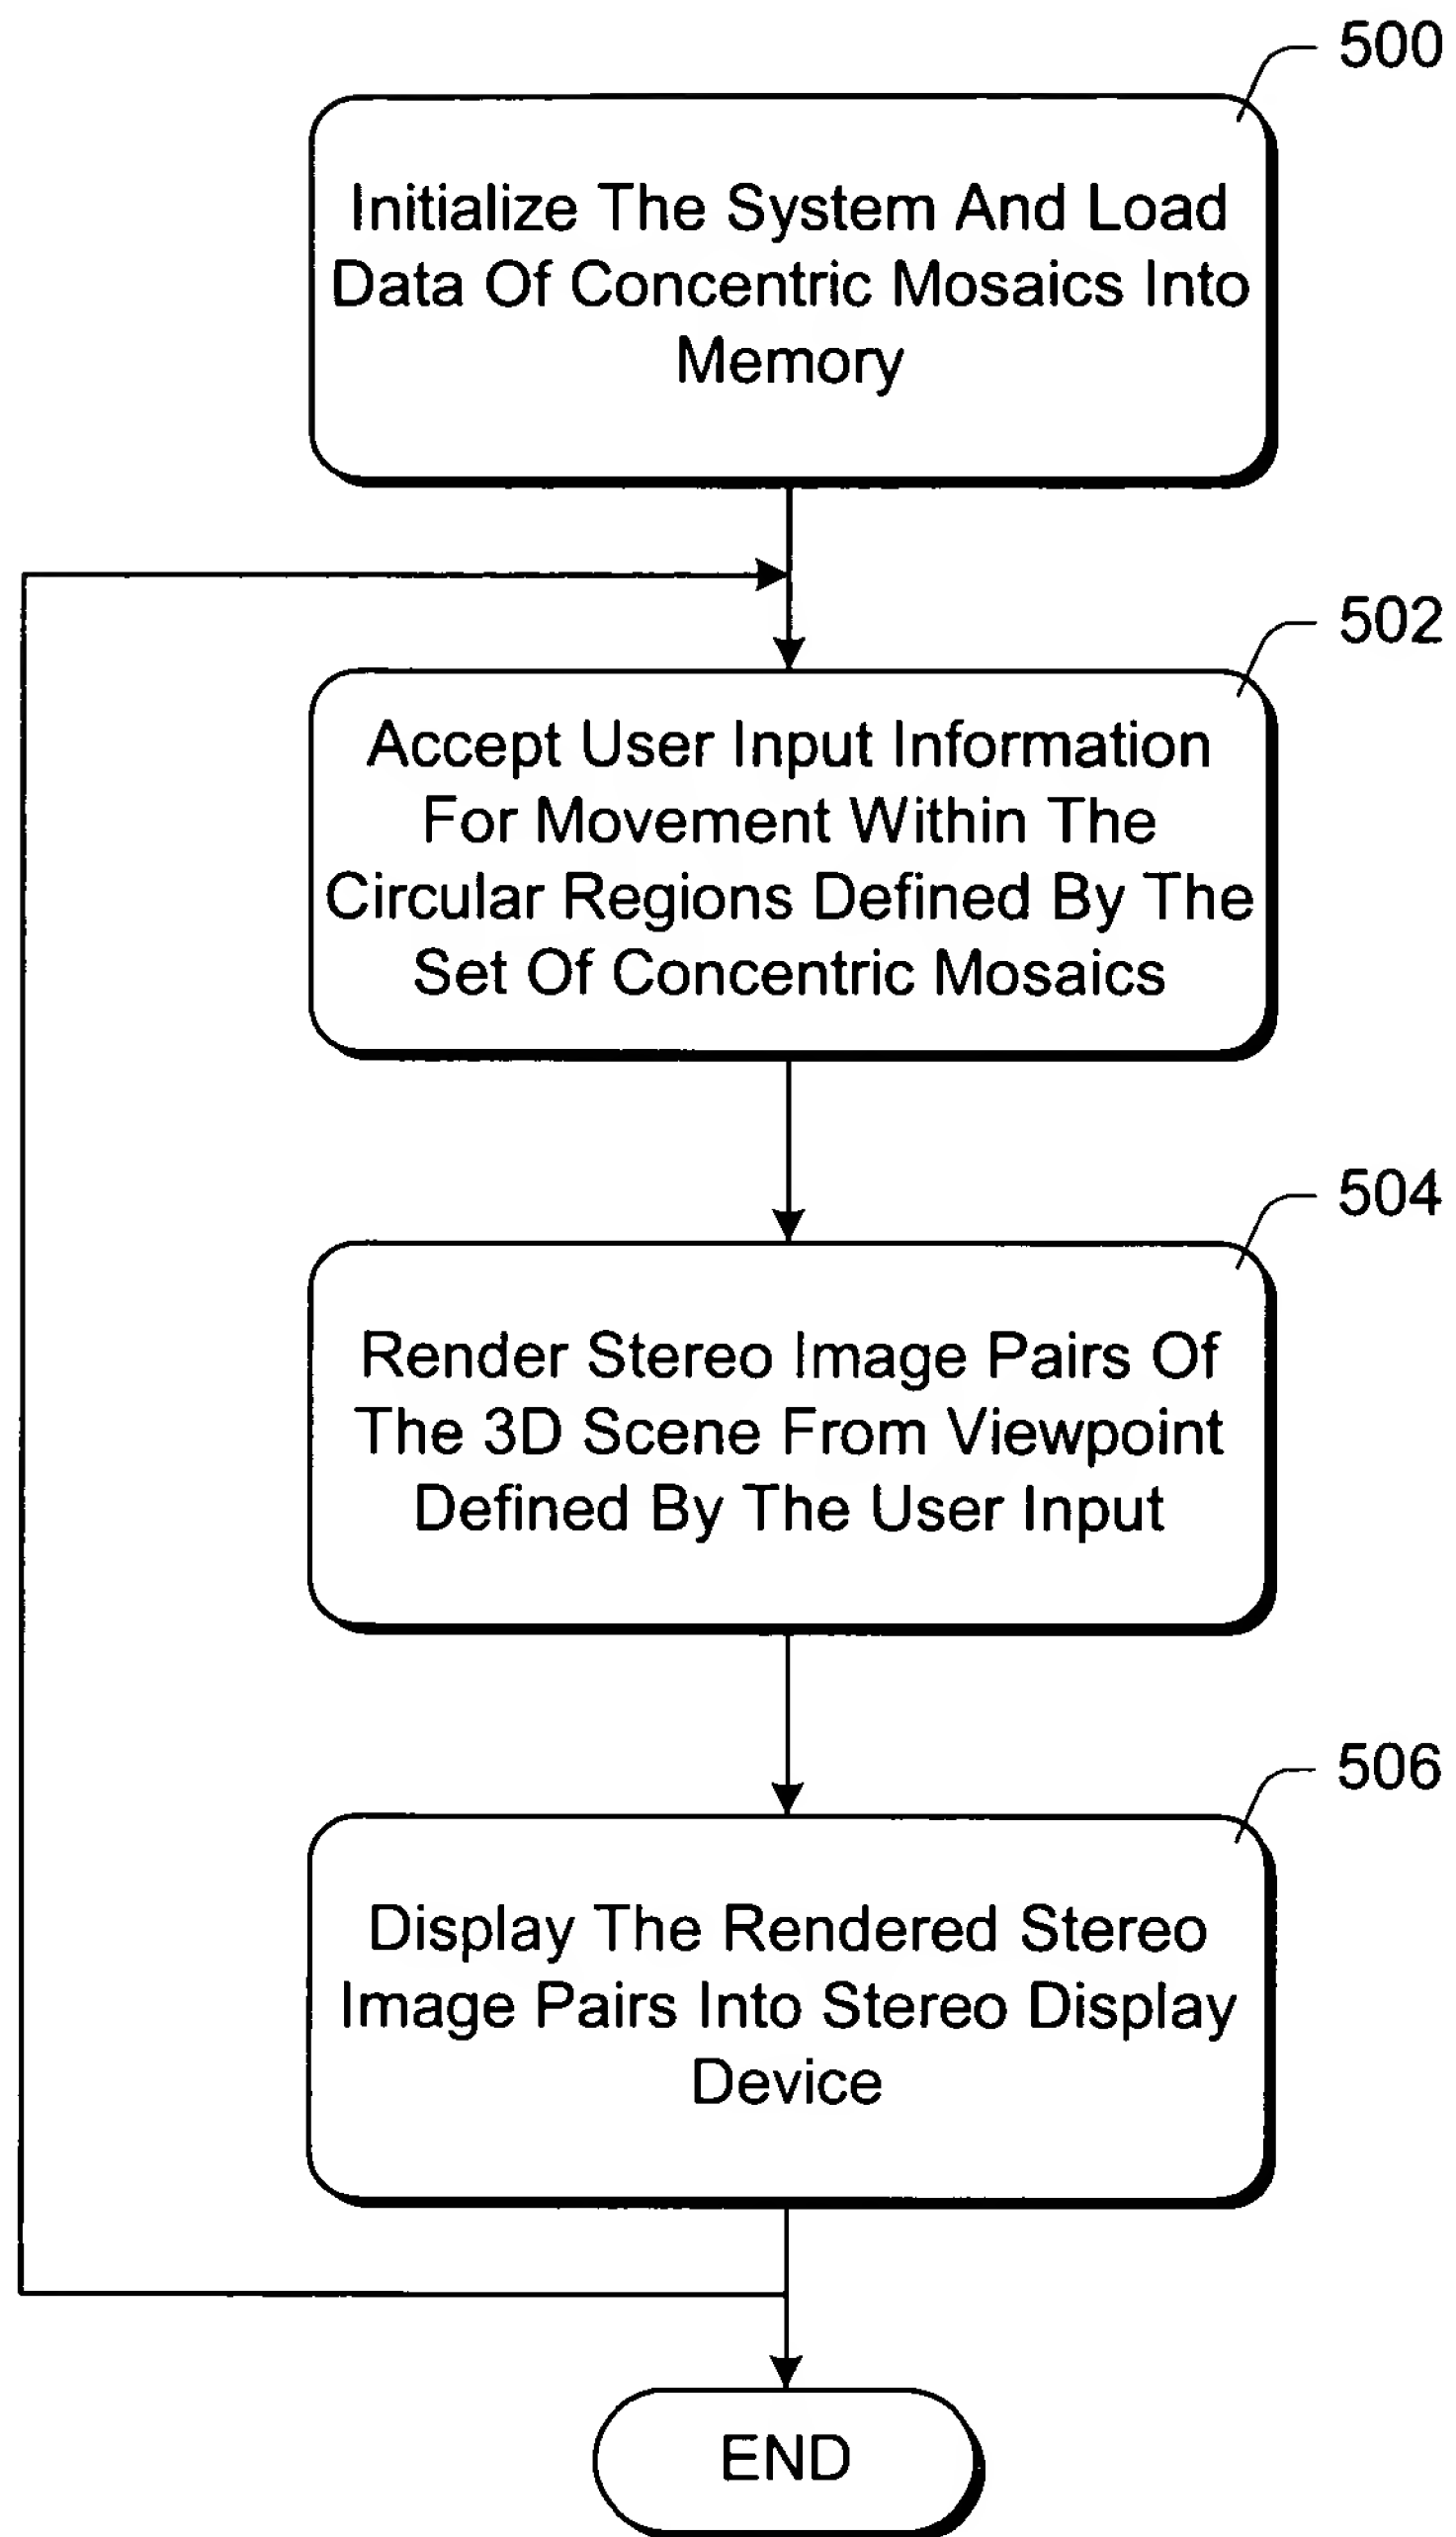 500
Initialize The System And Load
Data Of Concentric Mosaics Into
Memory
502
Accept User Input Information
For Movement Within The
Circular Regions Defined By The
Set Of Concentric Mosaics
504
Render Stereo Image Pairs Of
The 3D Scene From Viewpoint
Defined By The User Input
506
Display The Rendered Stereo
Image Pairs Into Stereo Display
Device
END